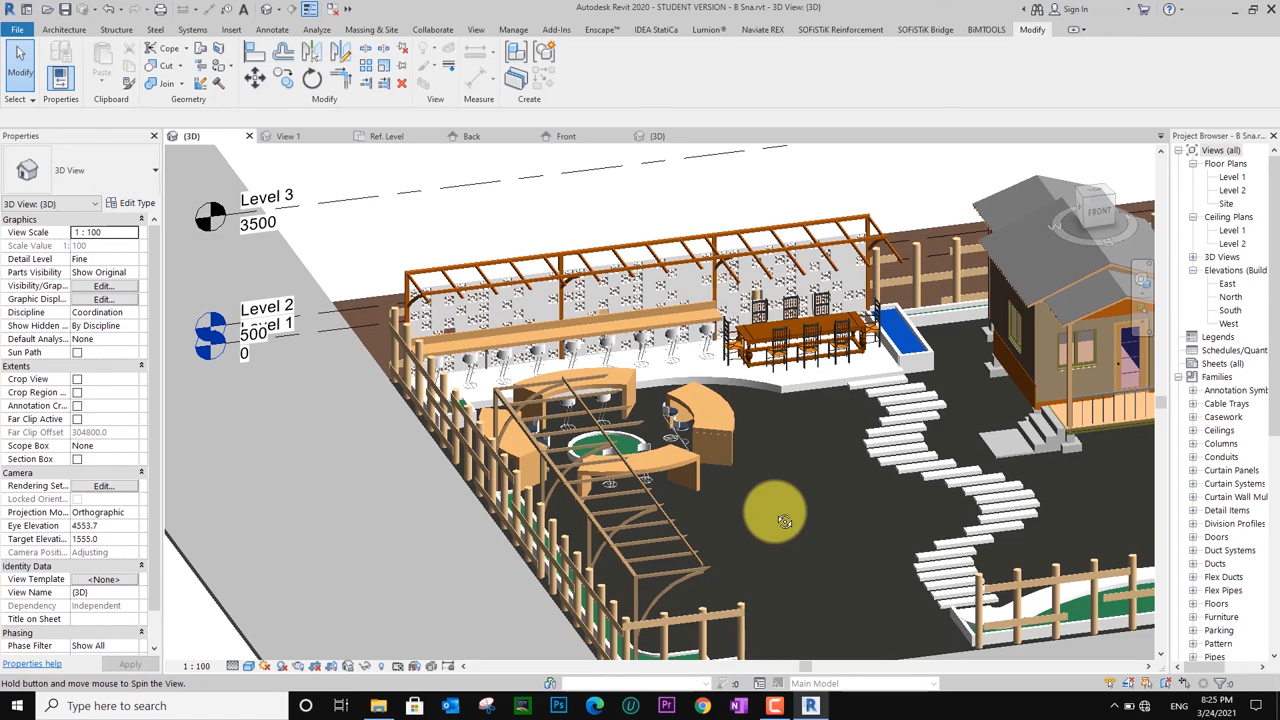 Autodesk Revit 2020 - STUDENT VERSION - B Sna.rvt - 3D View: {3D}
Sign In
File Architecture Structure Steel Systems Insert Annotate Analyze Massing & Site Collaborate View Manage Add-Ins Enscape™ IDEA StatiCa Lumion® Naviate REX SOFiSTiK Reinforcement SOFiSTiK Bridge BiMTOOLS Modify
Modify Paste Cope Cut Join
Select Properties Clipboard Geometry Modify View Measure Create
Properties
{3D} View 1 Ref. Level Back Front {3D}
Project Browser - B Sna.rvt
3D View
3D View: {3D} Edit Type
Graphics
View Scale 1 : 100
Scale Value 1: 100
Detail Level Fine
Parts Visibility Show Original
Visibility/Grap... Edit...
Graphic Displ... Edit...
Discipline Coordination
Show Hidden ... By Discipline
Default Analys... None
Sun Path
Extents
Crop View
Crop Region ...
Annotation Cr...
Far Clip Active
Far Clip Offset 304800.0
Scope Box None
Section Box
Camera
Rendering Set... Edit...
Locked Orient...
Projection Mo... Orthographic
Eye Elevation 4553.7
Target Elevati... 1555.0
Camera Positi... Adjusting
Identity Data
View Template <None>
View Name {3D}
Dependency Independent
Title on Sheet
Phasing
Phase Filter Show All
Properties help Apply
Level 3
3500
Level 2
Level 1
500
0
FRONT
Views (all)
Floor Plans
Level 1
Level 2
Site
Ceiling Plans
Level 1
Level 2
3D Views
Elevations (Build
East
North
South
West
Legends
Schedules/Quant
Sheets (all)
Families
Annotation Symb
Cable Trays
Casework
Columns
Conduits
Curtain Panels
Curtain Systems
Curtain Wall Mul
Detail Items
Division Profiles
Doors
Duct Systems
Flex Ducts
Flex Pipes
Floors
Furniture
Parking
Pattern
Pipes
1 : 100
Hold button and move mouse to Spin the View.
:0 Main Model :0
Type here to search
ENG 8:25 PM
3/24/2021